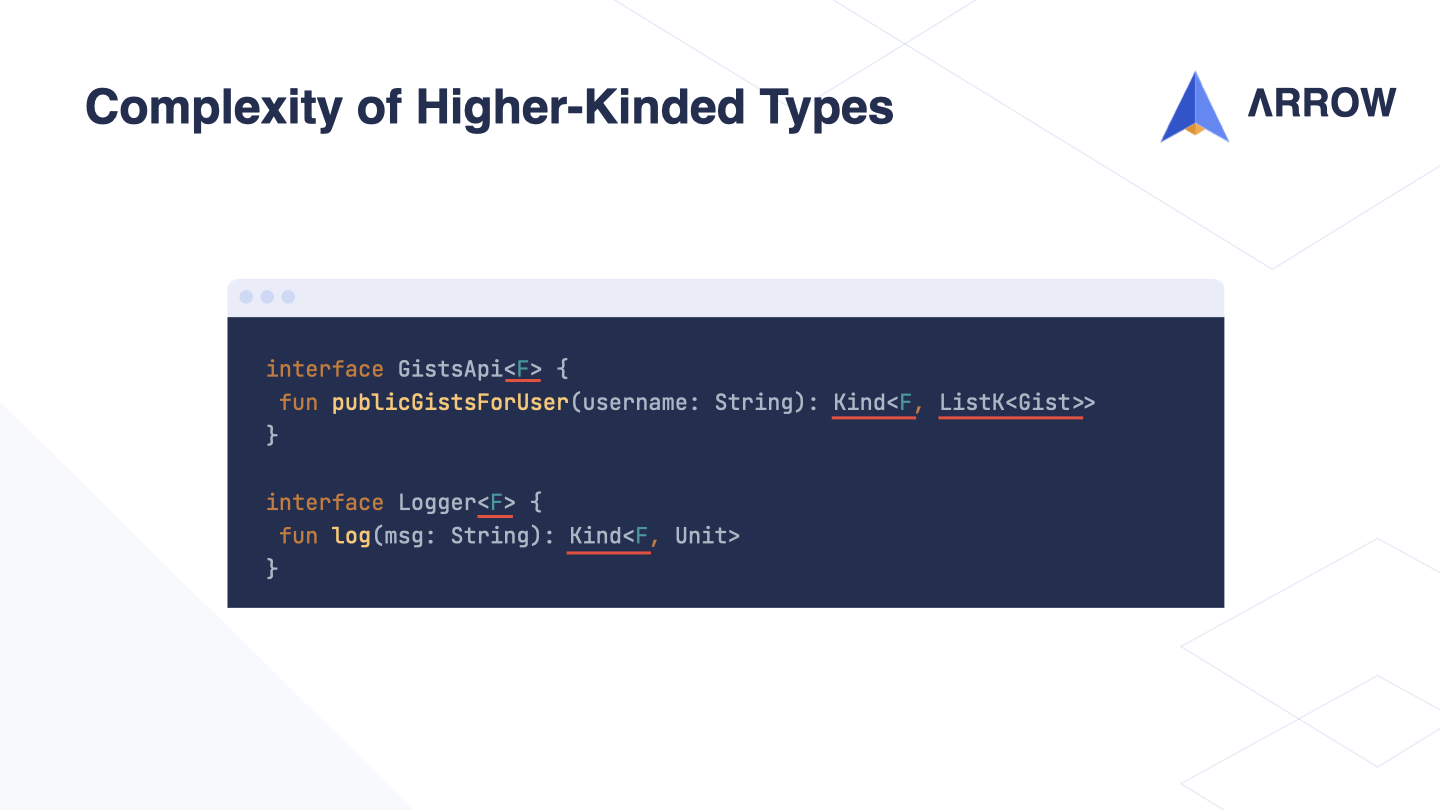 Complexity of Higher-Kinded Types
ARROW
interface GistsApi<F> {
 fun publicGistsForUser(username: String): Kind<F, ListK<Gist>>
}
interface Logger<F> {
 fun log(msg: String): Kind<F, Unit>
}